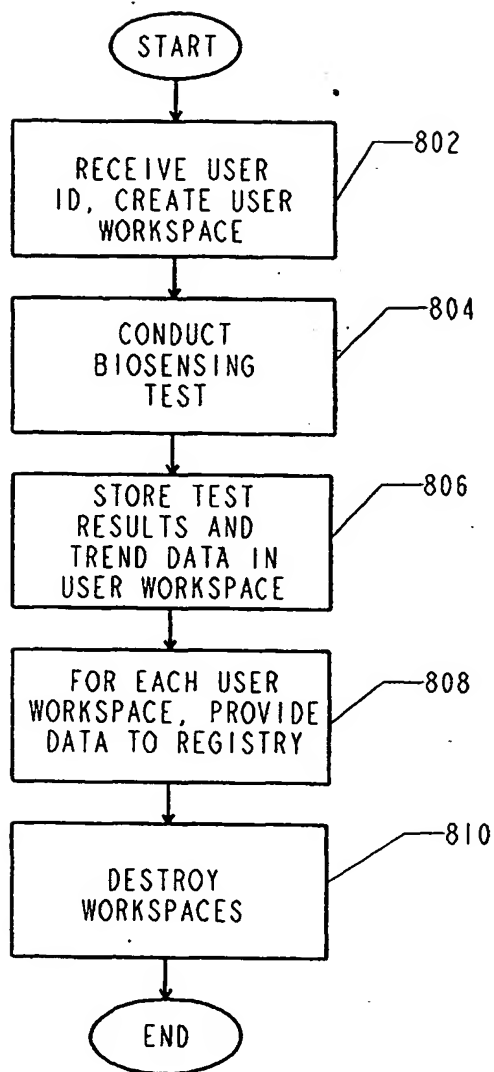 START
RECEIVE USER
ID, CREATE USER
WORKSPACE
802
CONDUCT
BIOSENSING
TEST
804
STORE TEST
RESULTS AND
TREND DATA IN
USER WORKSPACE
806
FOR EACH USER
WORKSPACE, PROVIDE
DATA TO REGISTRY
808
DESTROY
WORKSPACES
810
END